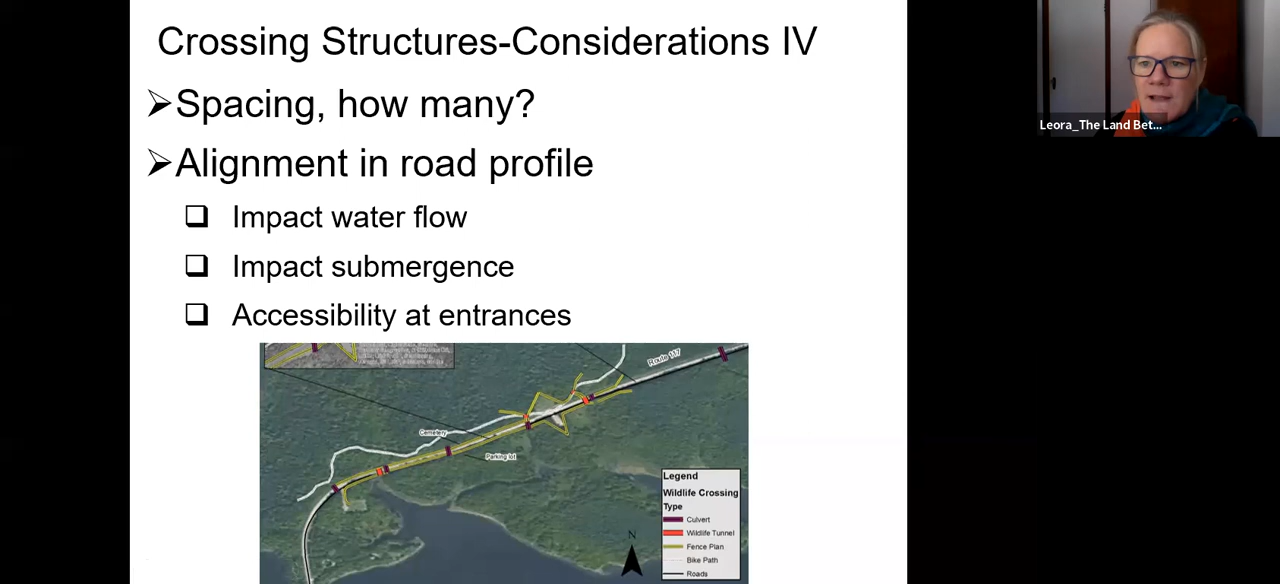 Crossing Structures-Considerations IV
Spacing, how many?
Alignment in road profile
Impact water flow
Impact submergence
Accessibility at entrances
Leora_The Land Bet...
Route 117
Cemetery
Parking lot
Legend
Wildlife Crossing
Type
Culvert
Wildlife Tunnel
Fence Plan
Bike Path
Roads
N